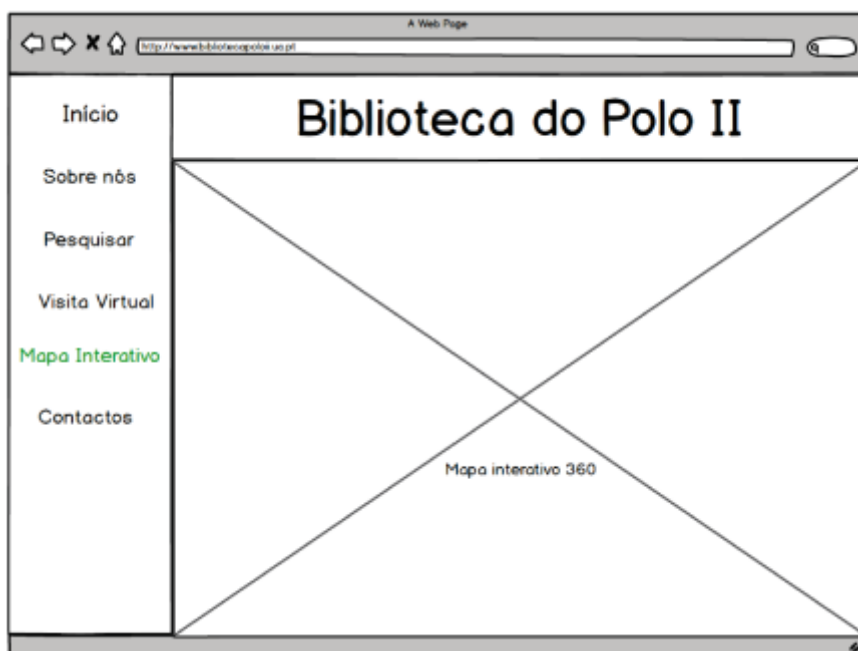 A Web Page
Início
Biblioteca do Polo II
Sobre nós
Pesquisar
Visita Virtual
Mapa Interativo
Contactos
Mapa interativo 360